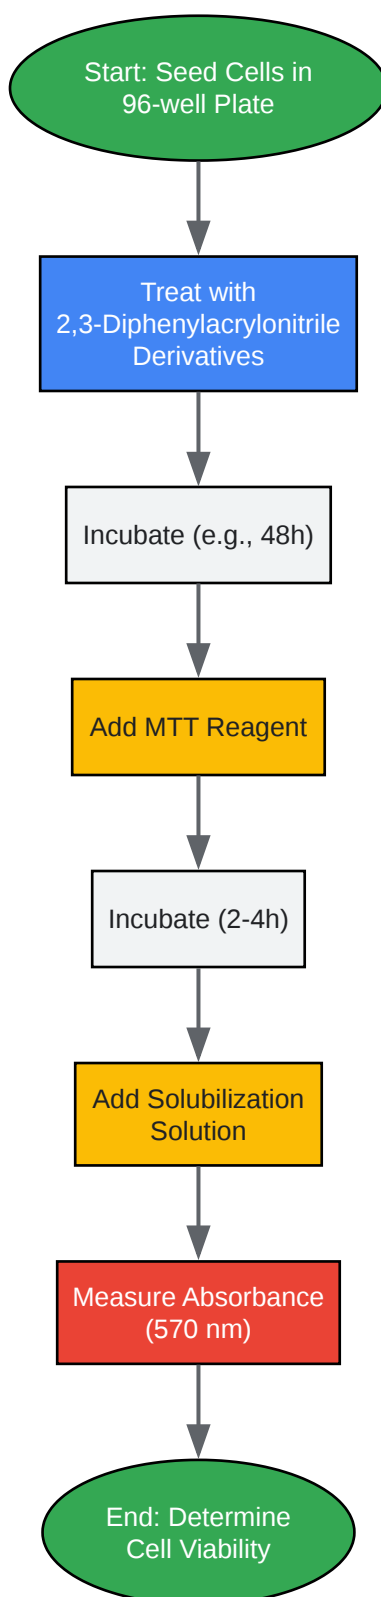 Start: Seed Cells in
96-well Plate
Treat with
2,3-Diphenylacrylonitrile
Derivatives
Incubate (e.g., 48h)
Add MTT Reagent
Incubate (2-4h)
Add Solubilization
Solution
Measure Absorbance
(570 nm)
End: Determine
Cell Viability